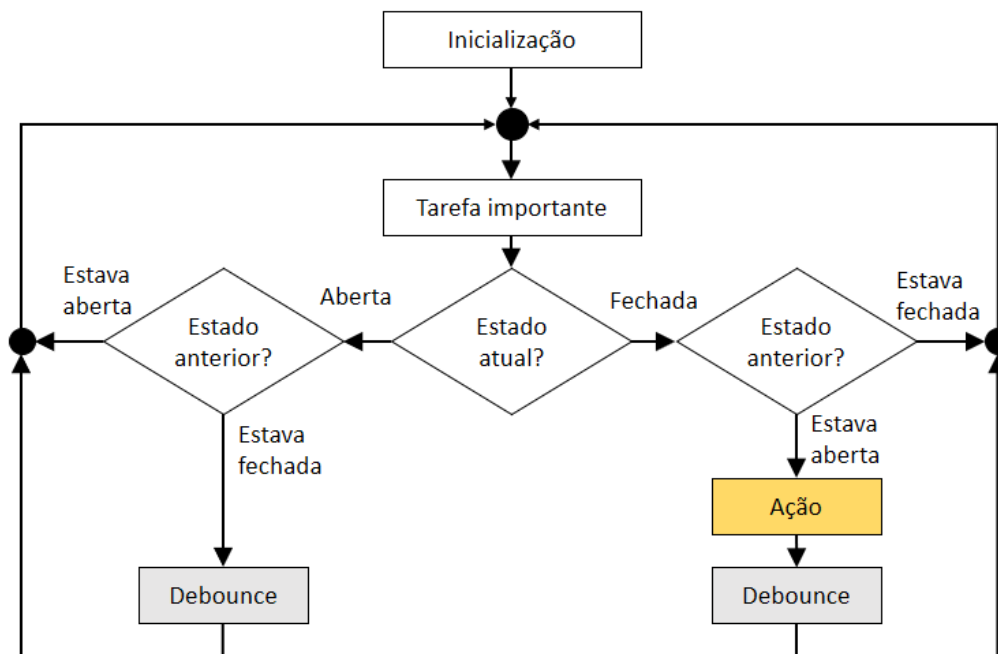 Inicialização
Tarefa importante
Estava
aberta
Aberta
Fechada
Estava
fechada
Estado
anterior?
Estado
atual?
Estado
anterior?
Estava
fechada
Estava
aberta
Ação
Debounce
Debounce